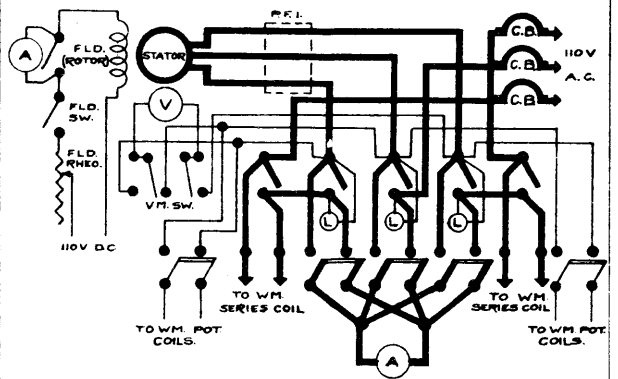 P.F.I.
A
FLD.
(ROTOR)
STATOR
C.B.
C.B.
C.B.
110V
A.C.
FLD.
SW.
V
FLD.
RHEO.
V.M. SW.
L
L
L
110V D.C
TO WM.
SERIES COIL
TO WM.
SERIES COIL
TO WM. POT
COILS.
A
TO WM. POT.
COILS.